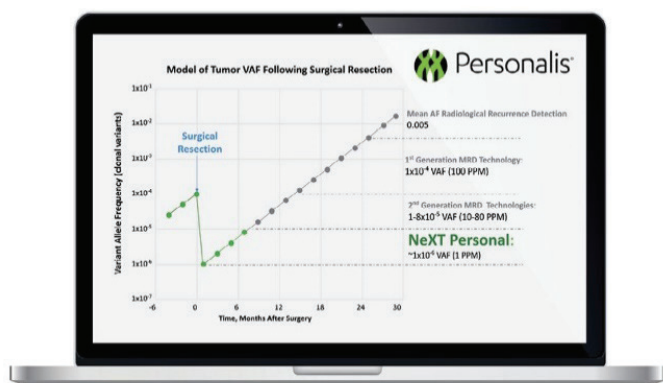 Personalis®
Model of Tumor VAF Following Surgical Resection
Variant Allele Frequency [clonal variants]
1x10⁻¹
1x10⁻²
1x10⁻³
1x10⁻⁴
1x10⁻⁵
1x10⁻⁶
1x10⁻⁷
Surgical
Resection
Mean AF Radiological Recurrence Detection
0.005
1st Generation MRD Technology:
1x10⁻⁴ VAF (100 PPM)
2nd Generation MRD Technologies:
1-8x10⁻⁵ VAF (10-80 PPM)
NeXT Personal:
~1x10⁻⁶ VAF (1 PPM)
-6 0 6 12 18 24 30
Time, Months After Surgery